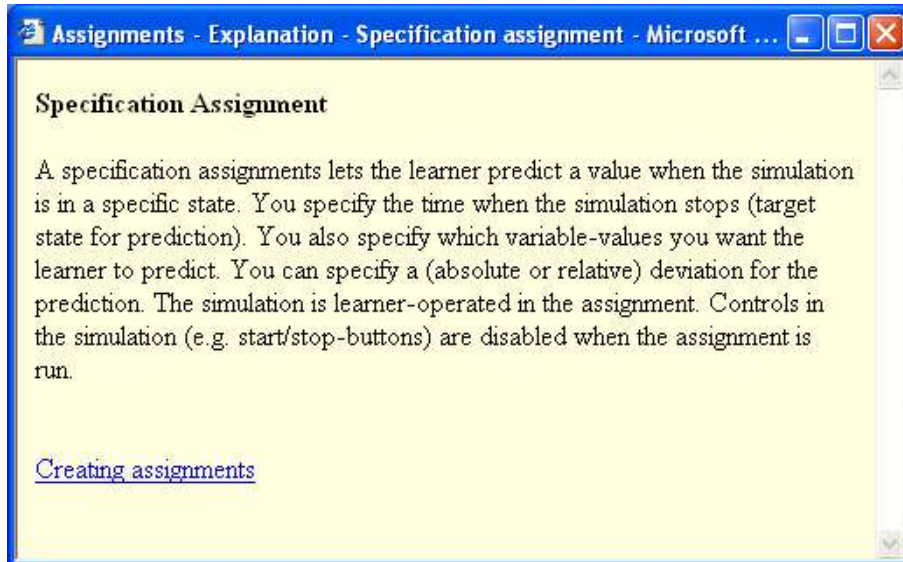 Assignments - Explanation - Specification assignment - Microsoft ...
Specification Assignment
A specification assignments lets the learner predict a value when the simulation
is in a specific state. You specify the time when the simulation stops (target
state for prediction). You also specify which variable-values you want the
learner to predict. You can specify a (absolute or relative) deviation for the
prediction. The simulation is learner-operated in the assignment. Controls in
the simulation (e.g. start/stop-buttons) are disabled when the assignment is
run.
Creating assignments